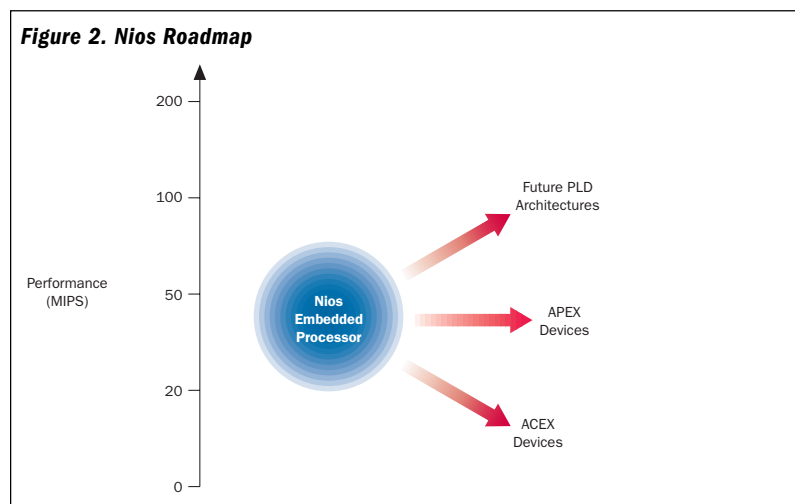 Figure 2. Nios Roadmap
200
100
50
20
0
Performance
(MIPS)
Nios
Embedded
Processor
Future PLD
Architectures
APEX
Devices
ACEX
Devices